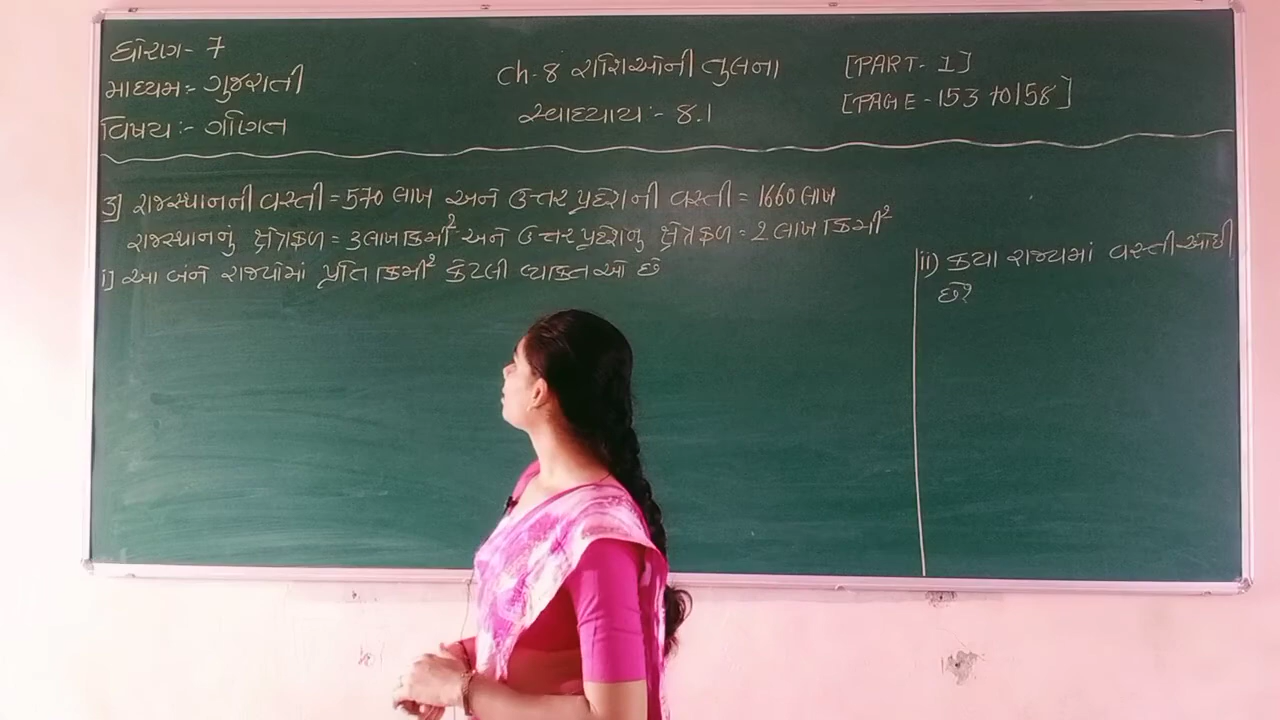 ધોરણ- 7
માધ્યમ:- ગુજરાતી
વિષય:- ગણિત
ch-8 રાશિઓની તુલના
સ્વાધ્યાય:- 8.1
[PART- 1]
[PAGE-153 to158]
3] રાજસ્થાનની વસ્તી = 570 લાખ અને ઉત્તર પ્રદેશની વસ્તી = 1660 લાખ
રાજસ્થાનનું ક્ષેત્રફળ = 3 લાખ કિમી² અને ઉત્તર પ્રદેશનું ક્ષેત્રફળ = 2 લાખ કિમી²
i] આ બંને રાજ્યોમાં પ્રતિ કિમી² કેટલી વ્યક્તિઓ છે
ii) કયા રાજ્યમાં વસ્તી ઓછી
છે?